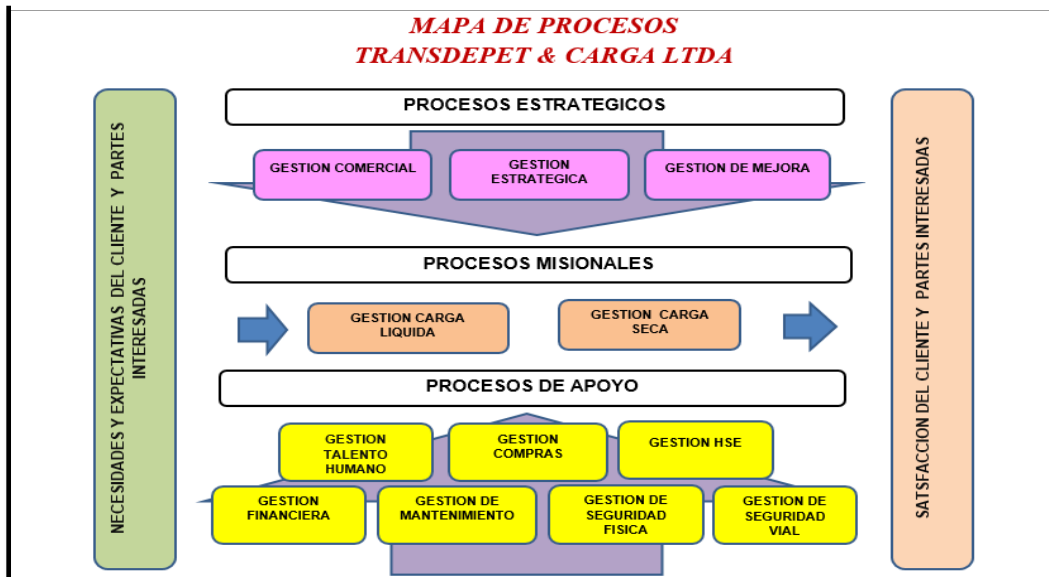 MAPA DE PROCESOS
TRANSDEPET & CARGA LTDA
NECESIDADES Y EXPECTATIVAS DEL CLIENTE Y PARTES
INTERESADAS
PROCESOS ESTRATEGICOS
GESTION COMERCIAL
GESTION
ESTRATEGICA
GESTION DE MEJORA
PROCESOS MISIONALES
GESTION CARGA
LIQUIDA
GESTION CARGA
SECA
PROCESOS DE APOYO
GESTION
TALENTO
HUMANO
GESTION
COMPRAS
GESTION HSE
GESTION
FINANCIERA
GESTION DE
MANTENIMIENTO
GESTION DE
SEGURIDAD
FISICA
GESTION DE
SEGURIDAD
VIAL
SATISFACCION DEL CLIENTE Y PARTES INTERESADAS